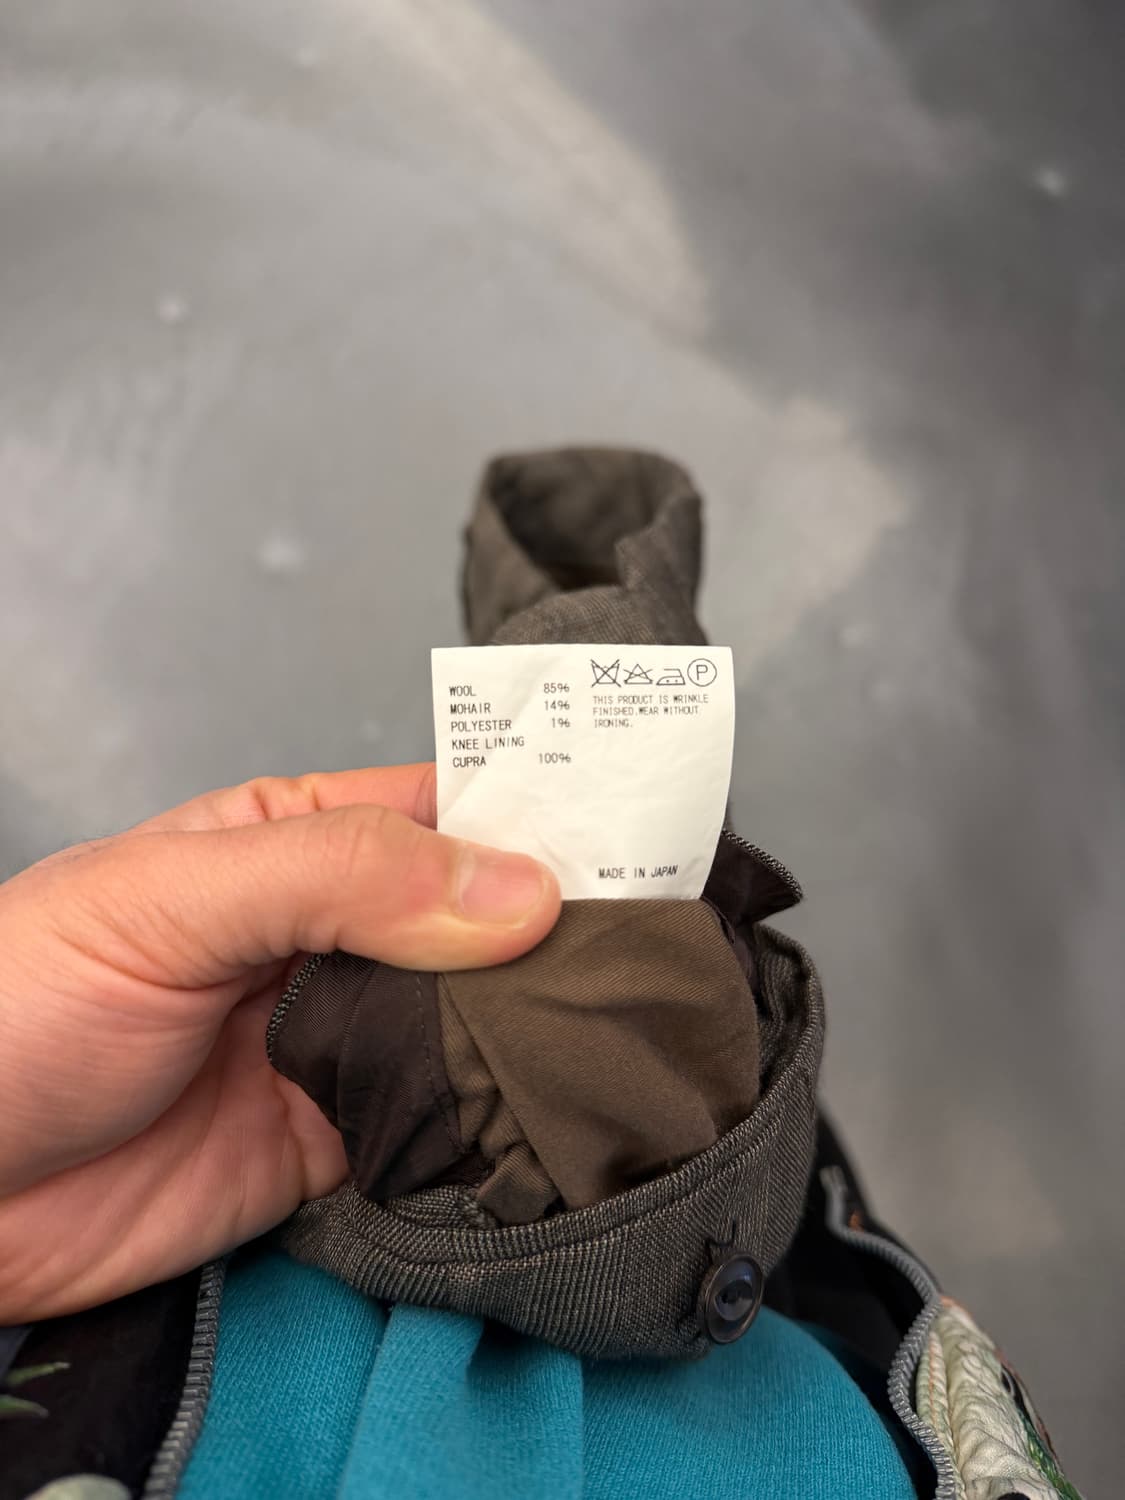 WOOL 85%
MOHAIR 14%
POLYESTER 1%
KNEE LINING
CUPRA 100%
P
THIS PRODUCT IS WRINKLE
FINISHED.WEAR WITHOUT
IRONING.
MADE IN JAPAN